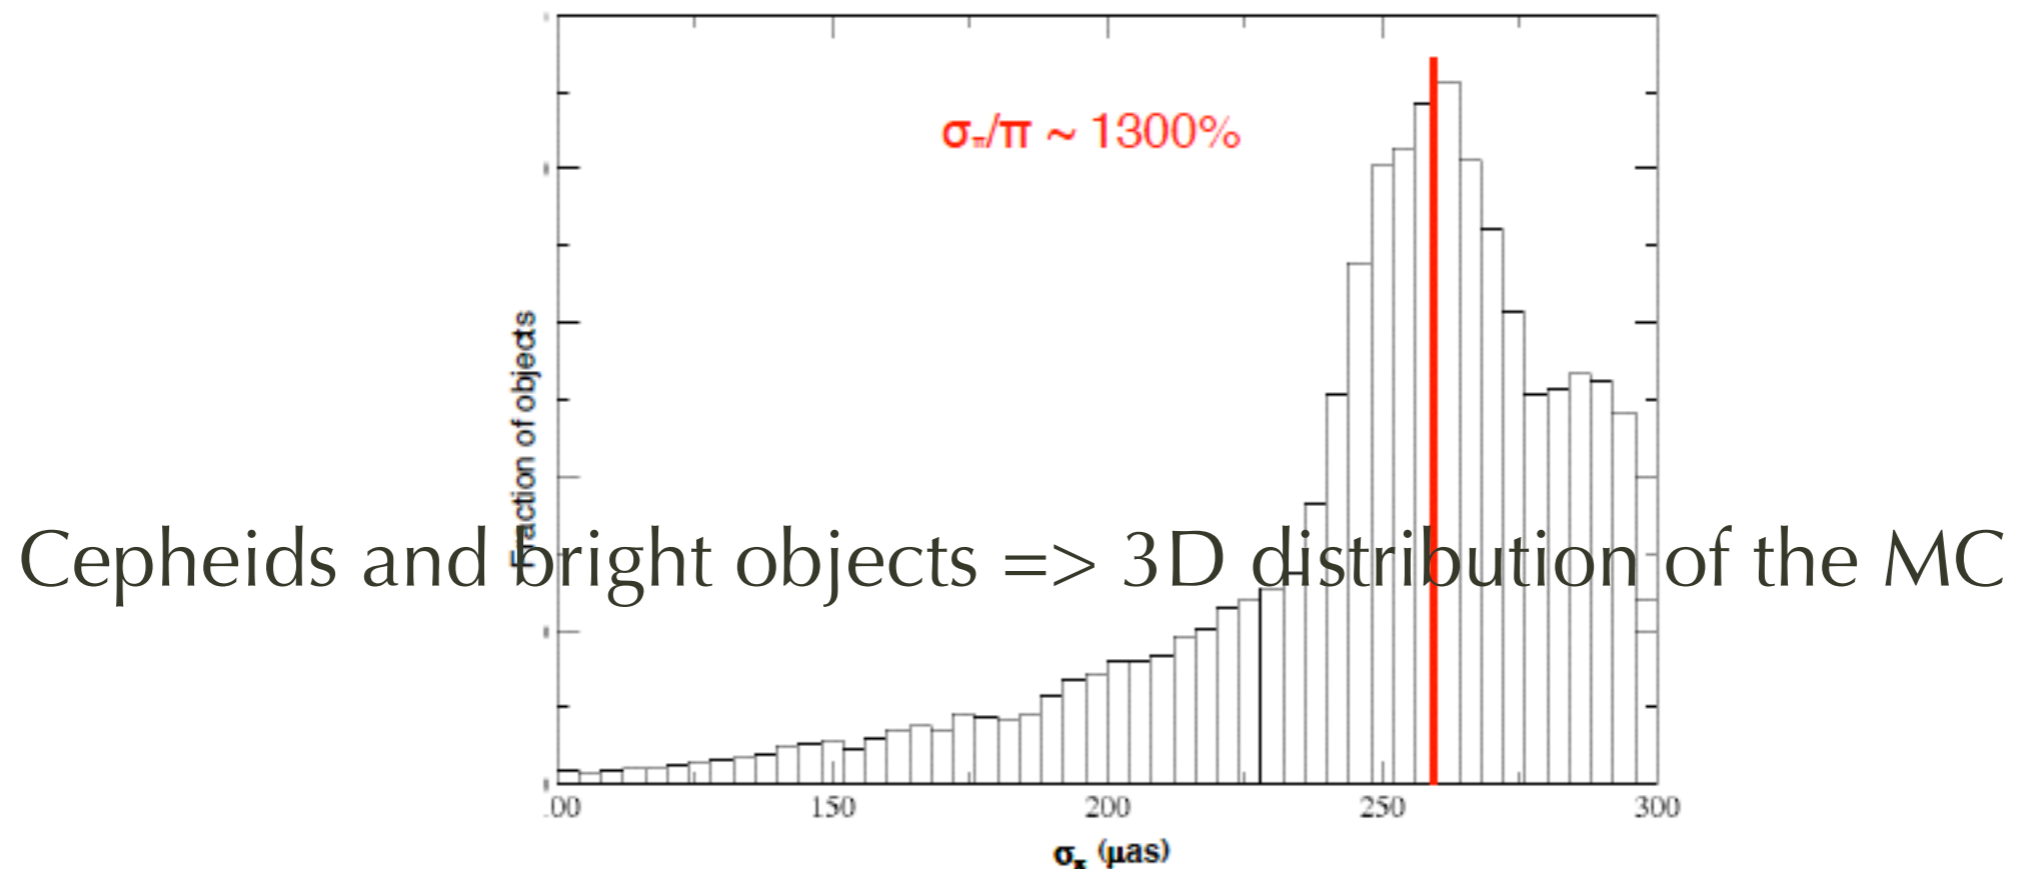 σπ/π ~ 1300%
Fraction of objects
Cepheids and bright objects => 3D distribution of the MC
.00 150 200 250 300
σπ (μas)